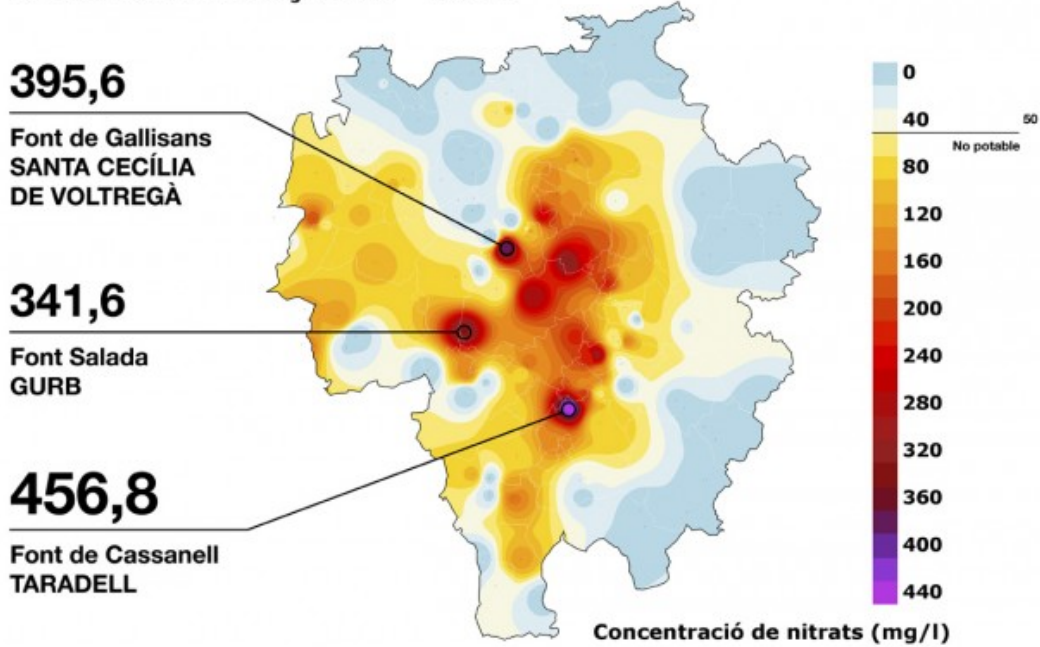 395,6
Font de Gallisans
SANTA CECÍLIA
DE VOLTREGÀ
341,6
Font Salada
GURB
456,8
Font de Cassanell
TARADELL
0
40
50
No potable
80
120
160
200
240
280
320
360
400
440
Concentració de nitrats (mg/l)